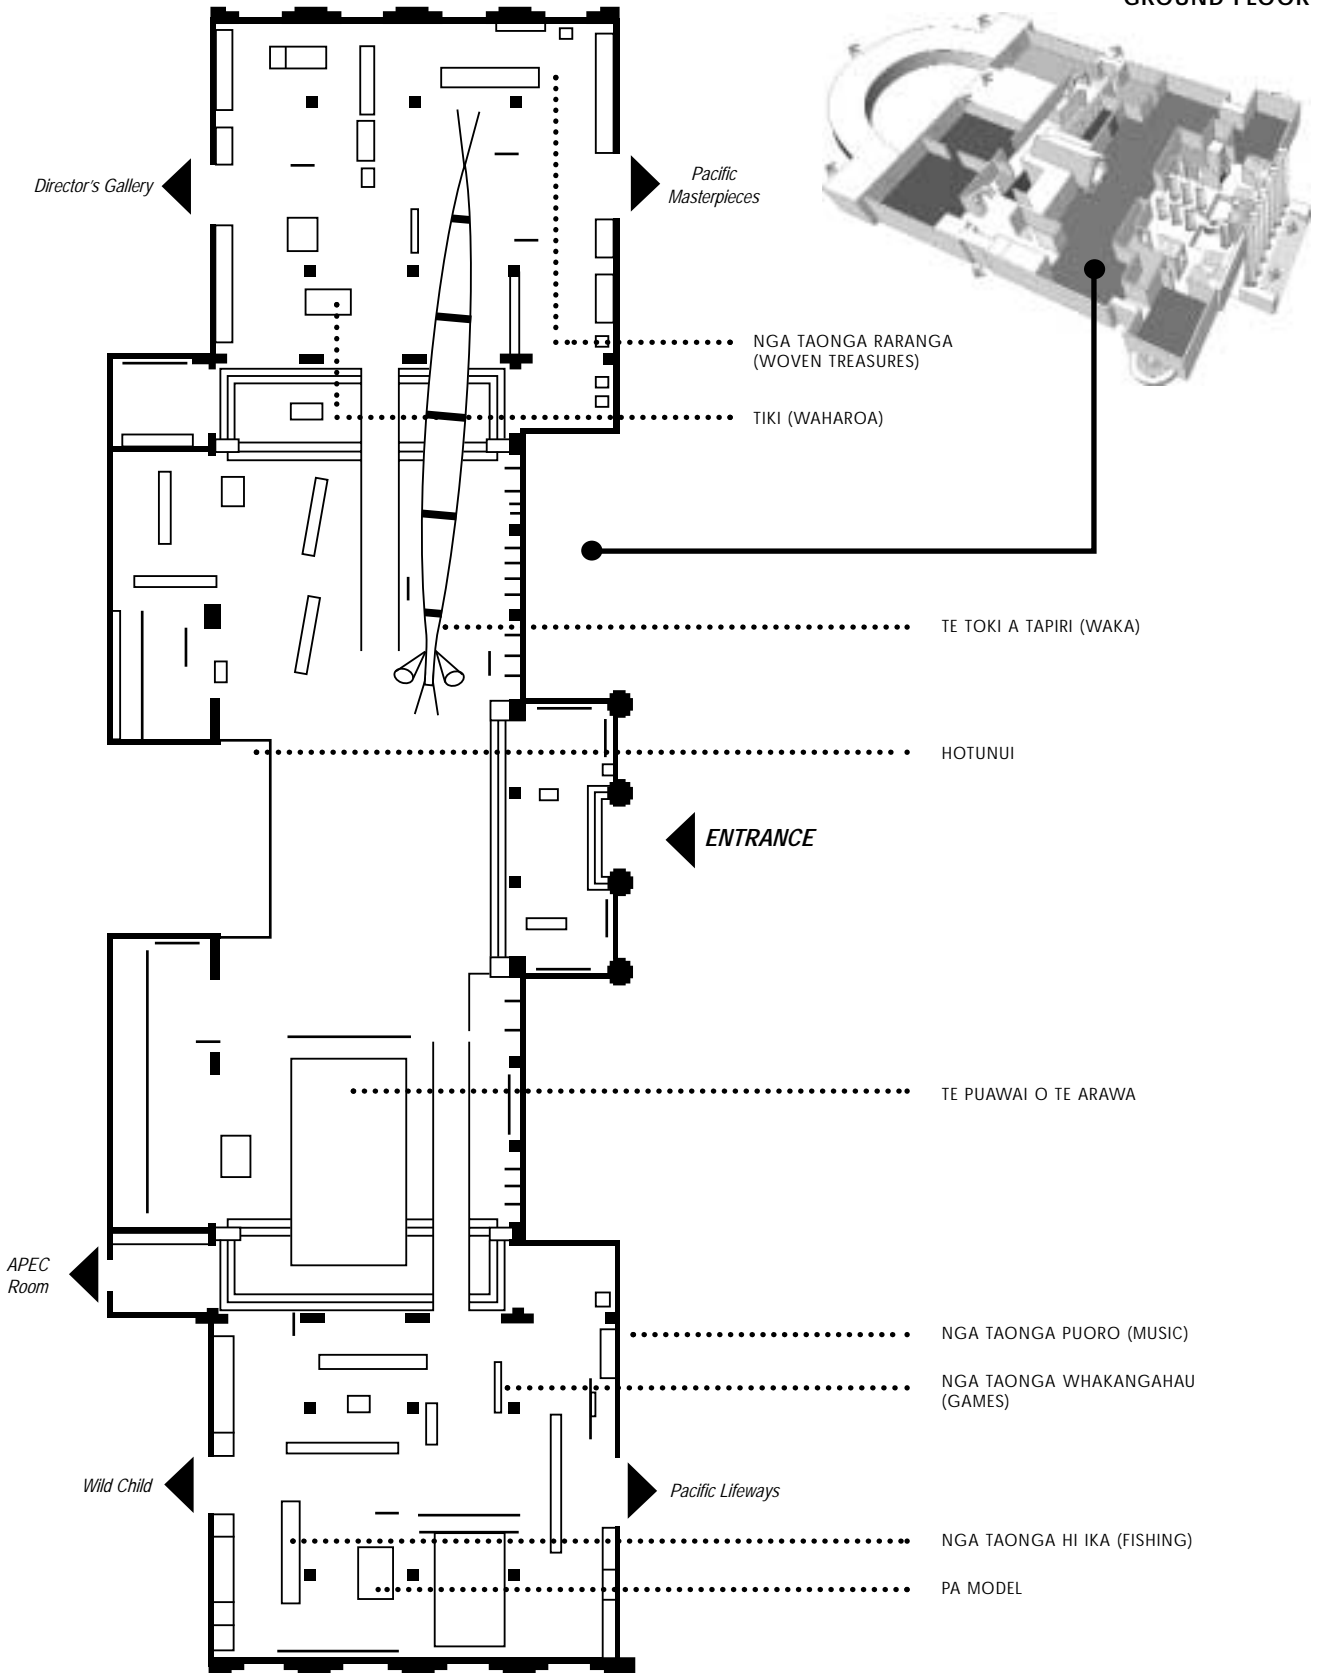 GROUND FLOOR
Director's Gallery
Pacific
Masterpieces
NGA TAONGA RARANGA
(WOVEN TREASURES)
TIKI (WAHAROA)
TE TOKI A TAPIRI (WAKA)
HOTUNUI
ENTRANCE
TE PUAWAI O TE ARAWA
APEC
Room
NGA TAONGA PUORO (MUSIC)
NGA TAONGA WHAKANGAHAU
(GAMES)
Wild Child
Pacific Lifeways
NGA TAONGA HI IKA (FISHING)
PA MODEL